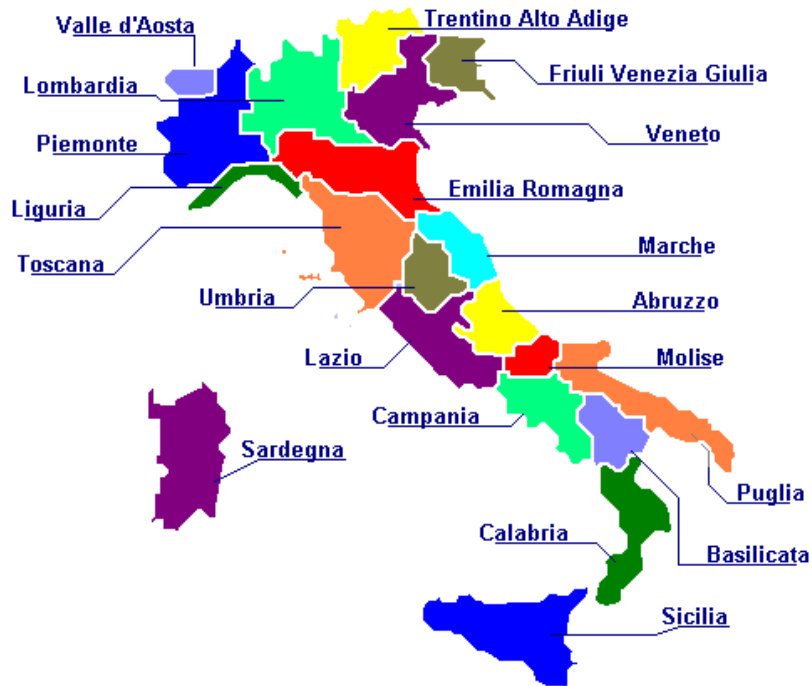 Trentino Alto Adige
Valle d'Aosta
Friuli Venezia Giulia
Lombardia
Veneto
Piemonte
Emilia Romagna
Liguria
Marche
Toscana
Umbria
Abruzzo
Lazio
Molise
Campania
Sardegna
Puglia
Calabria
Basilicata
Sicilia